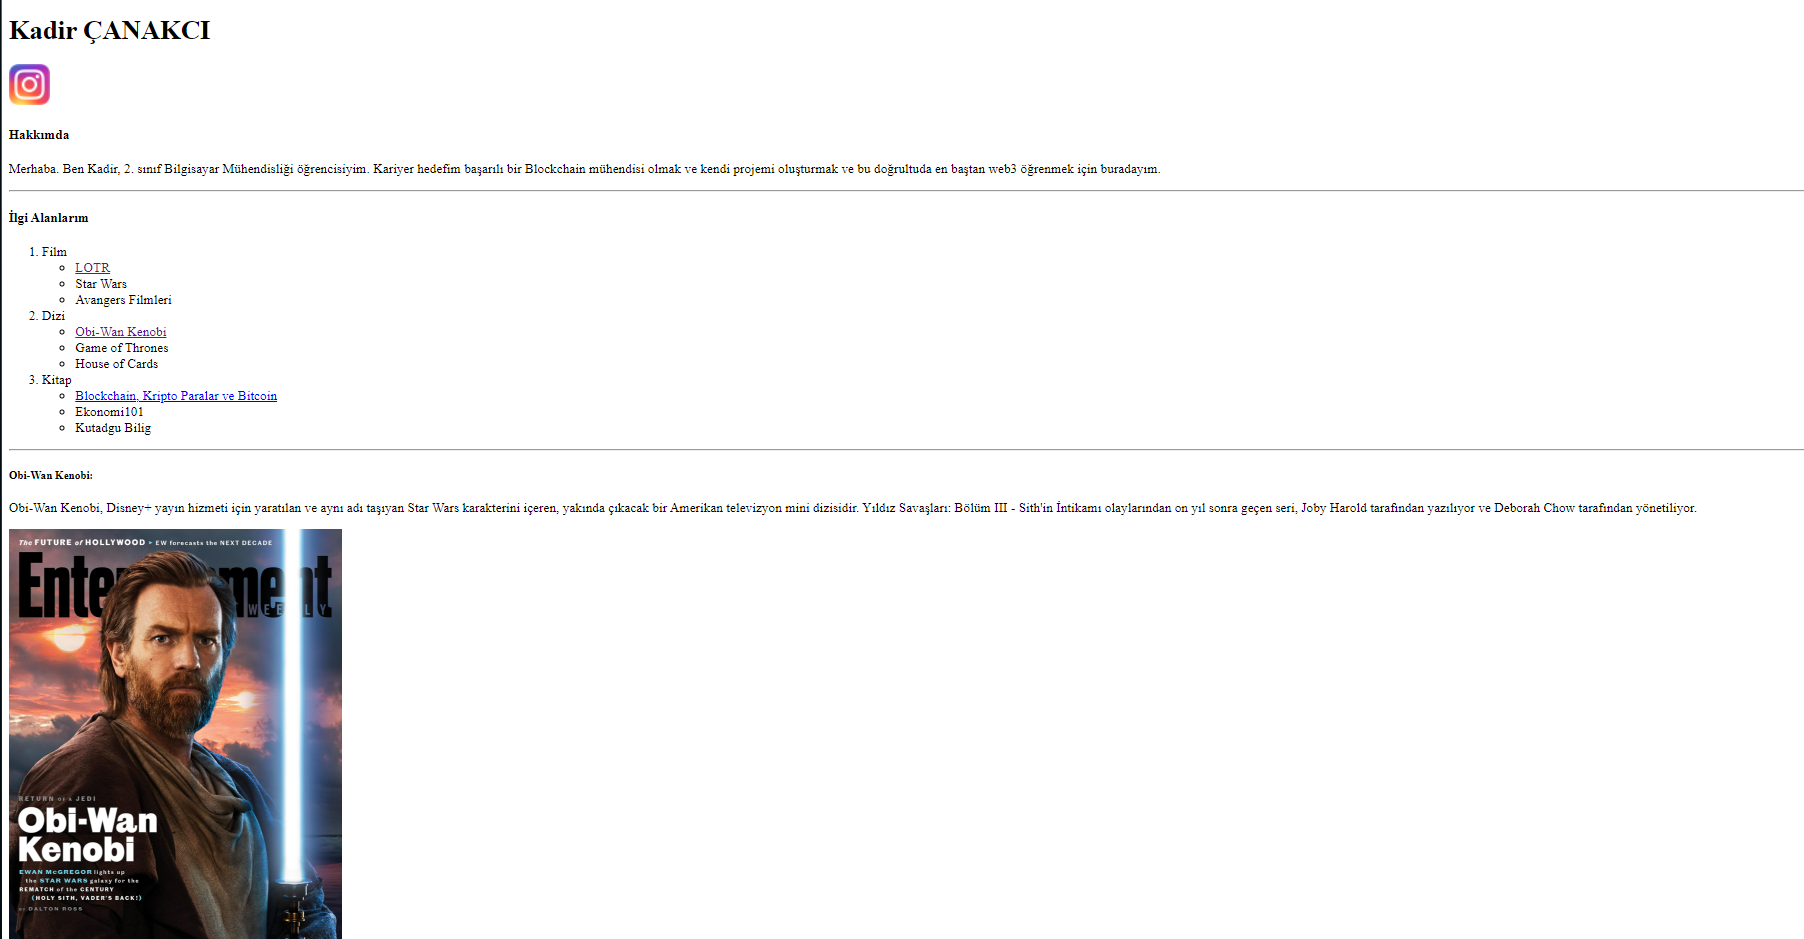 Kadir ÇANAKCI
Hakkımda
Merhaba. Ben Kadir, 2. sınıf Bilgisayar Mühendisliği öğrencisiyim. Kariyer hedefim başarılı bir Blockchain mühendisi olmak ve kendi projemi oluşturmak ve bu doğrultuda en baştan web3 öğrenmek için buradayım.
İlgi Alanlarım
1. Film
LOTR
Star Wars
Avangers Filmleri
2. Dizi
Obi-Wan Kenobi
Game of Thrones
House of Cards
3. Kitap
Blockchain, Kripto Paralar ve Bitcoin
Ekonomi101
Kutadgu Bilig
Obi-Wan Kenobi:
Obi-Wan Kenobi, Disney+ yayın hizmeti için yaratılan ve aynı adı taşıyan Star Wars karakterini içeren, yakında çıkacak bir Amerikan televizyon mini dizisidir. Yıldız Savaşları: Bölüm III - Sith'in İntikamı olaylarından on yıl sonra geçen seri, Joby Harold tarafından yazılıyor ve Deborah Chow tarafından yönetiliyor.
The FUTURE of HOLLYWOOD > EW forecasts the NEXT DECADE
Ente ment
WEEKLY
RETURN OF A JEDI
Obi-Wan
Kenobi
EWAN McGREGOR lights up
the STAR WARS galaxy for the
REMATCH of the CENTURY
(HOLY SITH, VADER'S BACK!)
BY DALTON ROSS